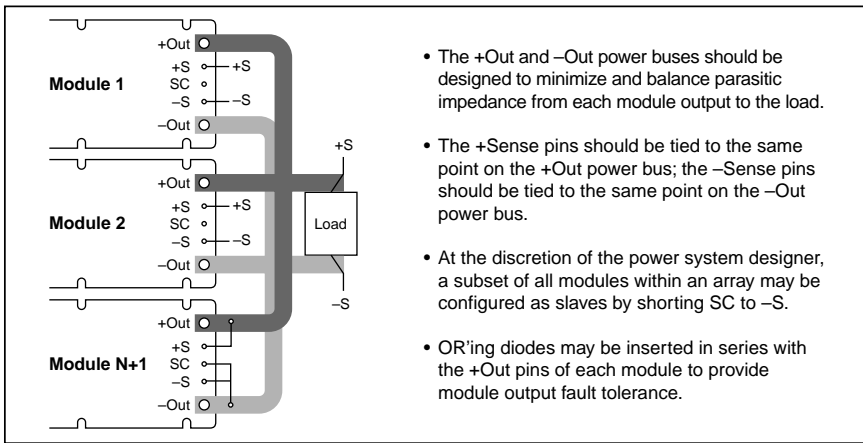 +Out
+S
+S
Module 1
SC
–S
–S
–Out
+S
+Out
+S
+S
Module 2
SC
Load
–S
–S
–Out
–S
+Out
+S
Module N+1
SC
–S
–Out
• The +Out and –Out power buses should be
designed to minimize and balance parasitic
impedance from each module output to the load.
• The +Sense pins should be tied to the same
point on the +Out power bus; the –Sense pins
should be tied to the same point on the –Out
power bus.
• At the discretion of the power system designer,
a subset of all modules within an array may be
configured as slaves by shorting SC to –S.
• OR'ing diodes may be inserted in series with
the +Out pins of each module to provide
module output fault tolerance.